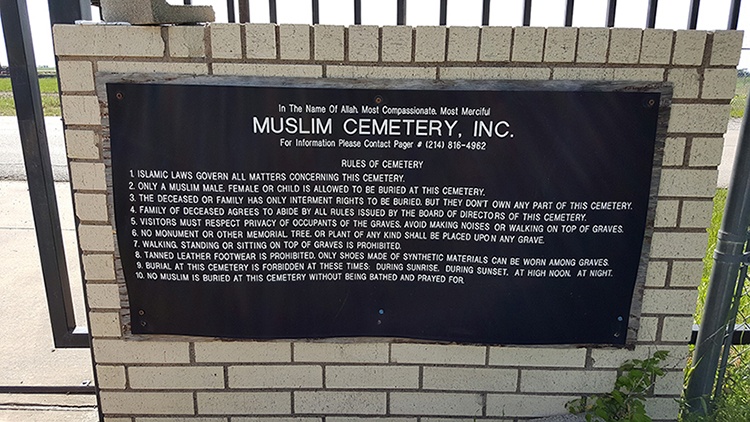 In The Name Of Allah, Most Compassionate, Most Merciful
MUSLIM CEMETERY, INC.
For Information Please Contact Pager # (214) 816-4962
RULES OF CEMETERY
1. ISLAMIC LAWS GOVERN ALL MATTERS CONCERNING THIS CEMETERY.
2. ONLY A MUSLIM MALE, FEMALE OR CHILD IS ALLOWED TO BE BURIED AT THIS CEMETERY.
3. THE DECEASED OR FAMILY HAS ONLY INTERMENT RIGHTS TO BE BURIED, BUT THEY DON'T OWN ANY PART OF THIS CEMETERY.
4. FAMILY OF DECEASED AGREES TO ABIDE BY ALL RULES ISSUED BY THE BOARD OF DIRECTORS OF THIS CEMETERY.
5. VISITORS MUST RESPECT PRIVACY OF OCCUPANTS OF THE GRAVES. AVOID MAKING NOISES OR WALKING ON TOP OF GRAVES.
6. NO MONUMENT OR OTHER MEMORIAL, TREE, OR PLANT OF ANY KIND SHALL BE PLACED UPON ANY GRAVE.
7. WALKING, STANDING OR SITTING ON TOP OF GRAVES IS PROHIBITED.
8. TANNED LEATHER FOOTWEAR IS PROHIBITED. ONLY SHOES MADE OF SYNTHETIC MATERIALS CAN BE WORN AMONG GRAVES.
9. BURIAL AT THIS CEMETERY IS FORBIDDEN AT THESE TIMES: DURING SUNRISE, DURING SUNSET, AT HIGH NOON, AT NIGHT.
10. NO MUSLIM IS BURIED AT THIS CEMETERY WITHOUT BEING BATHED AND PRAYED FOR.